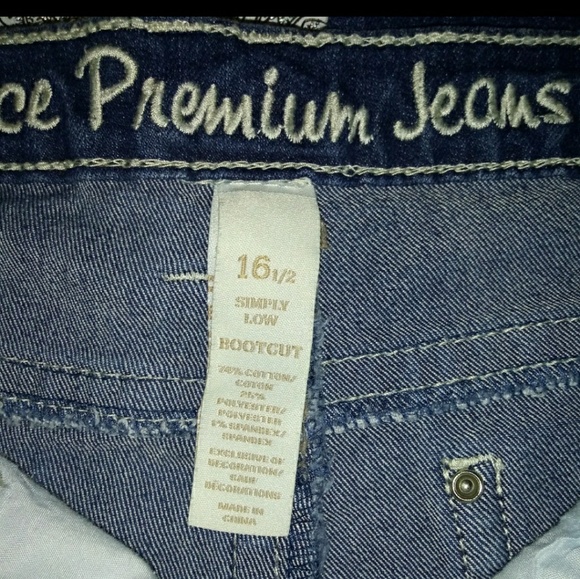 ce Premium Jeans
16 1/2
SIMPLY
LOW
BOOTCUT
74% COTTON/
COTON
25%
POLYESTER/
POLYESTER
1% SPANDEX/
SPANDEX
EXCLUSIVE OF
DECORATION/
SAUF
DÉCORATIONS
MADE IN
CHINA